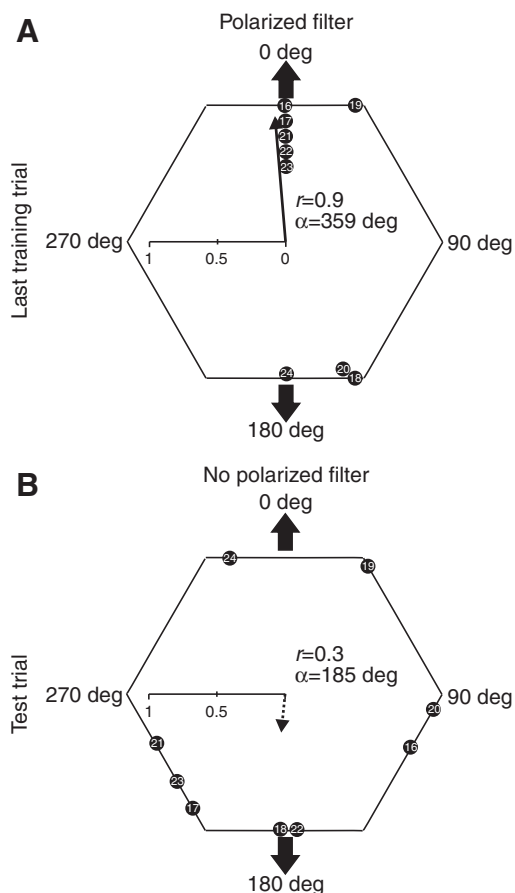 A
Polarized filter
0 deg
16
19
17
21
22
23
r=0.9
α=359 deg
Last training trial
270 deg
90 deg
1
0.5
0
20
24
18
180 deg
B
No polarized filter
0 deg
24
19
r=0.3
α=185 deg
Test trial
270 deg
90 deg
1
0.5
20
21
16
23
17
18
22
180 deg